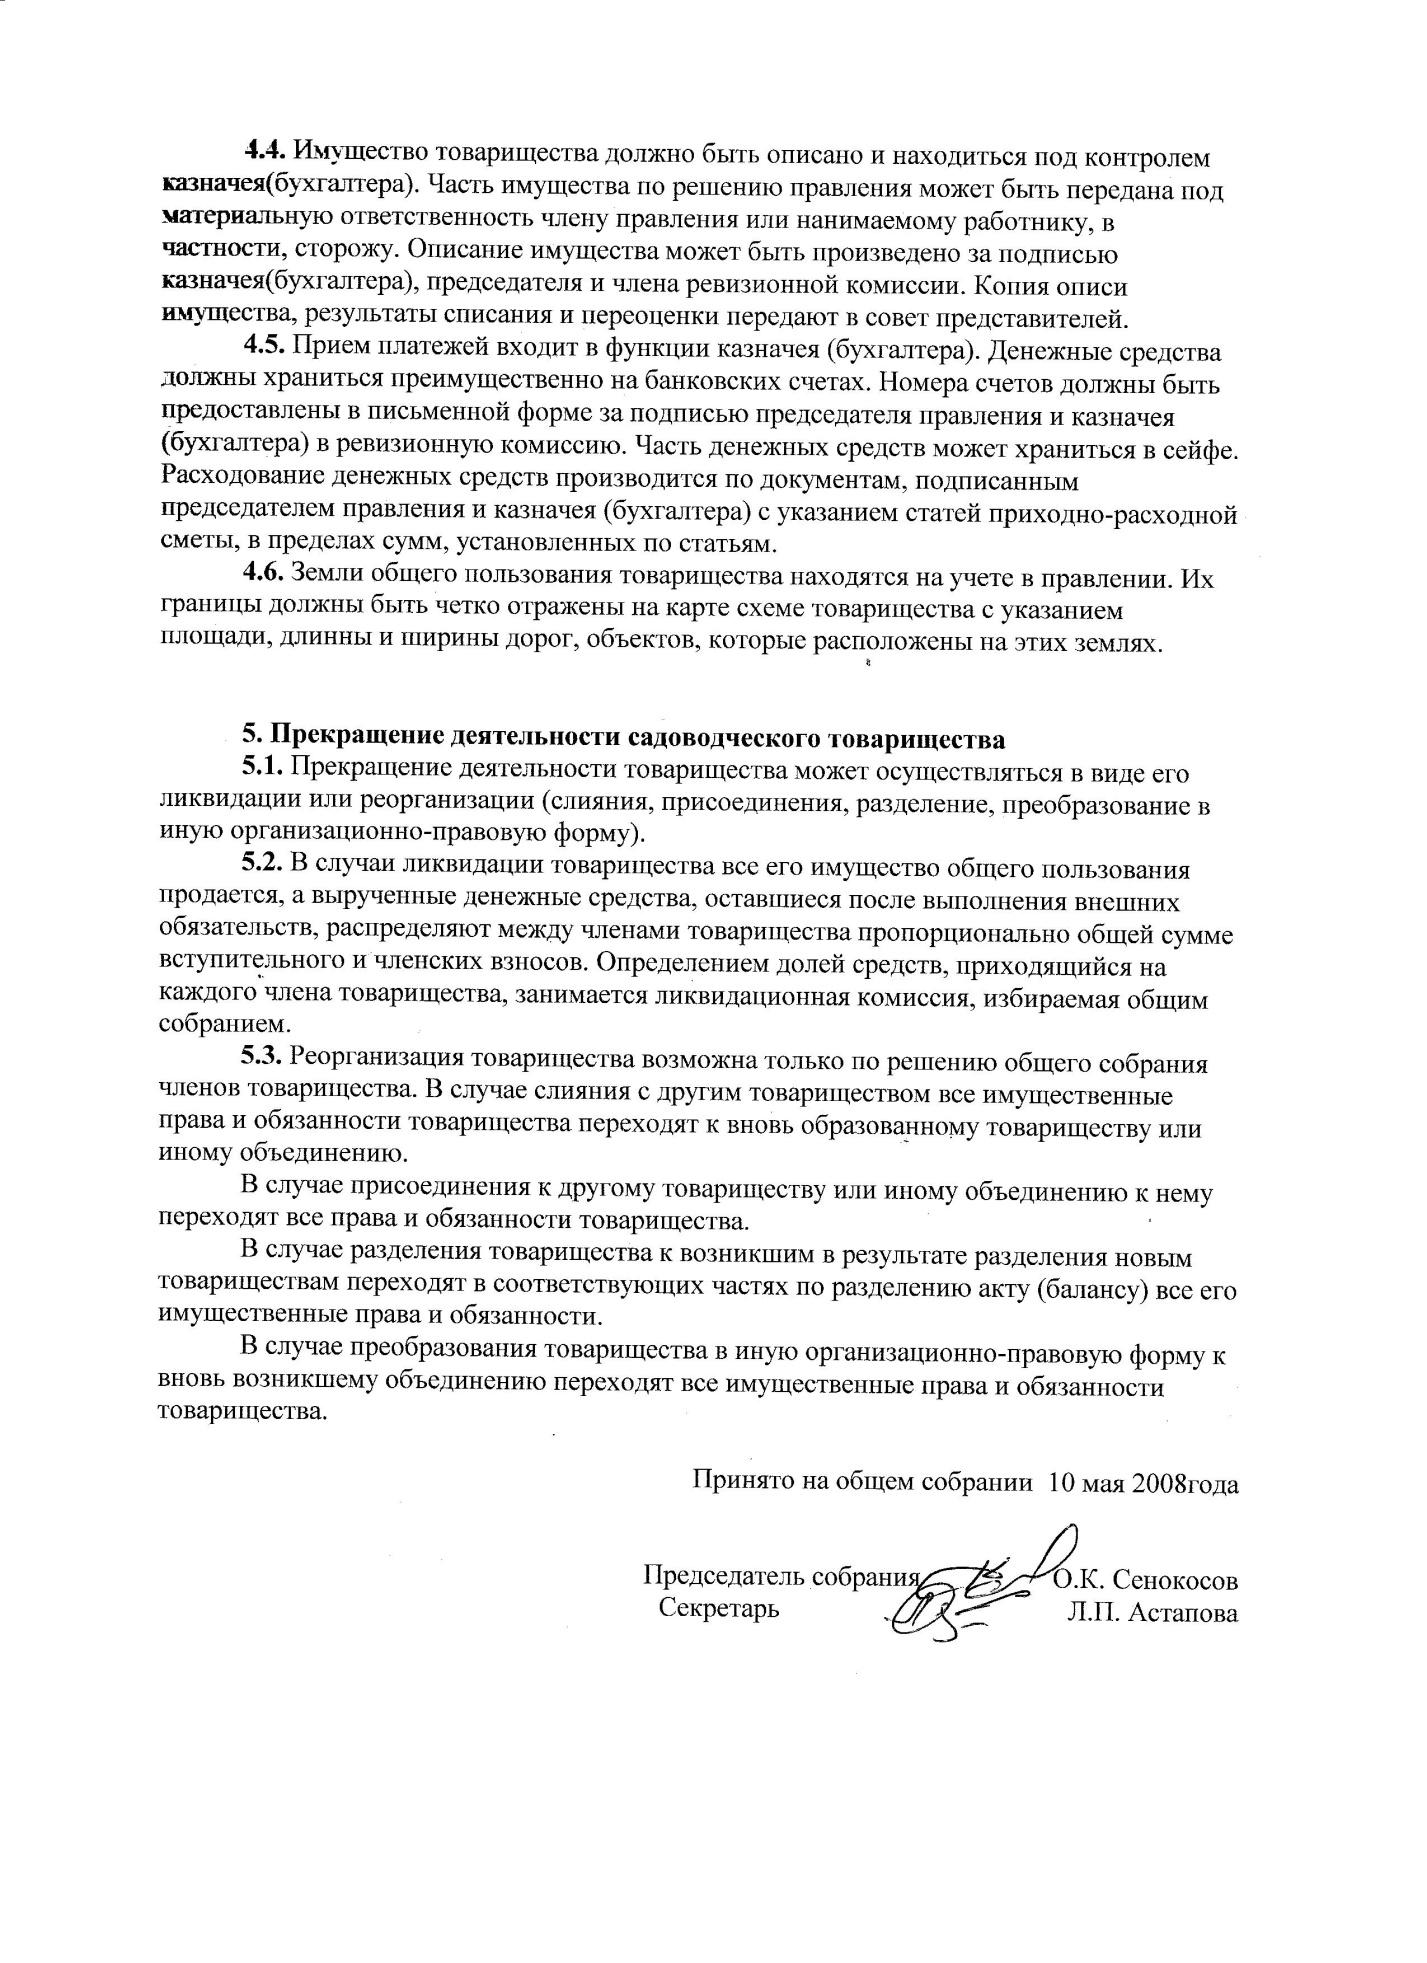 4.4. Имущество товарищества должно быть описано и находиться под контролем
казначея(бухгалтера). Часть имущества по решению правления может быть передана под
материальную ответственность члену правления или нанимаемому работнику, в
частности, сторожу. Описание имущества может быть произведено за подписью
казначея(бухгалтера), председателя и члена ревизионной комиссии. Копия описи
имущества, результаты списания и переоценки передают в совет представителей.
4.5. Прием платежей входит в функции казначея (бухгалтера). Денежные средства
должны храниться преимущественно на банковских счетах. Номера счетов должны быть
предоставлены в письменной форме за подписью председателя правления и казначея
(бухгалтера) в ревизионную комиссию. Часть денежных средств может храниться в сейфе.
Расходование денежных средств производится по документам, подписанным
председателем правления и казначея (бухгалтера) с указанием статей приходно-расходной
сметы, в пределах сумм, установленных по статьям.
4.6. Земли общего пользования товарищества находятся на учете в правлении. Их
границы должны быть четко отражены на карте схеме товарищества с указанием
площади, длинны и ширины дорог, объектов, которые расположены на этих землях.
5. Прекращение деятельности садоводческого товарищества
5.1. Прекращение деятельности товарищества может осуществляться в виде его
ликвидации или реорганизации (слияния, присоединения, разделение, преобразование в
иную организационно-правовую форму).
5.2. В случаи ликвидации товарищества все его имущество общего пользования
продается, а вырученные денежные средства, оставшиеся после выполнения внешних
обязательств, распределяют между членами товарищества пропорционально общей сумме
вступительного и членских взносов. Определением долей средств, приходящийся на
каждого члена товарищества, занимается ликвидационная комиссия, избираемая общим
собранием.
5.3. Реорганизация товарищества возможна только по решению общего собрания
членов товарищества. В случае слияния с другим товариществом все имущественные
права и обязанности товарищества переходят к вновь образованному товариществу или
иному объединению.
В случае присоединения к другому товариществу или иному объединению к нему
переходят все права и обязанности товарищества.
В случае разделения товарищества к возникшим в результате разделения новым
товариществам переходят в соответствующих частях по разделению акту (балансу) все его
имущественные права и обязанности.
В случае преобразования товарищества в иную организационно-правовую форму к
вновь возникшему объединению переходят все имущественные права и обязанности
товарищества.
Принято на общем собрании 10 мая 2008года
Председатель собрания О.К. Сенокосов
Секретарь Л.П. Астапова